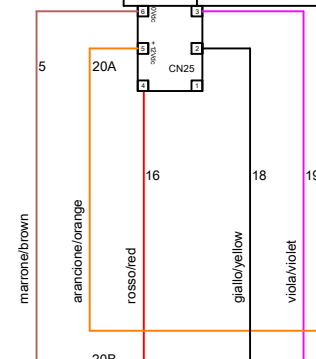 6
3
+ 12Vdc
5
2
5
20A
CN25
4
1
16
18
19
marrone/brown
arancione/orange
rosso/red
giallo/yellow
viola/violet
20B